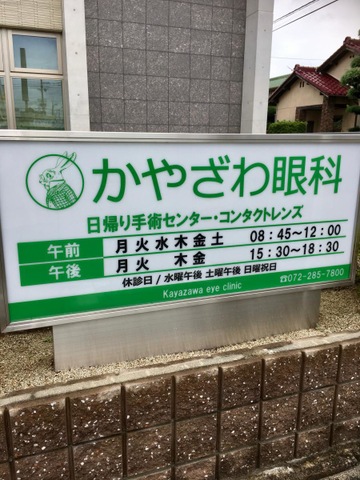 かやざわ眼科
日帰り手術センター・コンタクトレンズ
午前 月火水木金土 08:45~12:00
午後 月火 木金 15:30~18:30
休診日/水曜午後 土曜午後 日曜祝日
Kayazawa eye clinic ☎072-285-7800